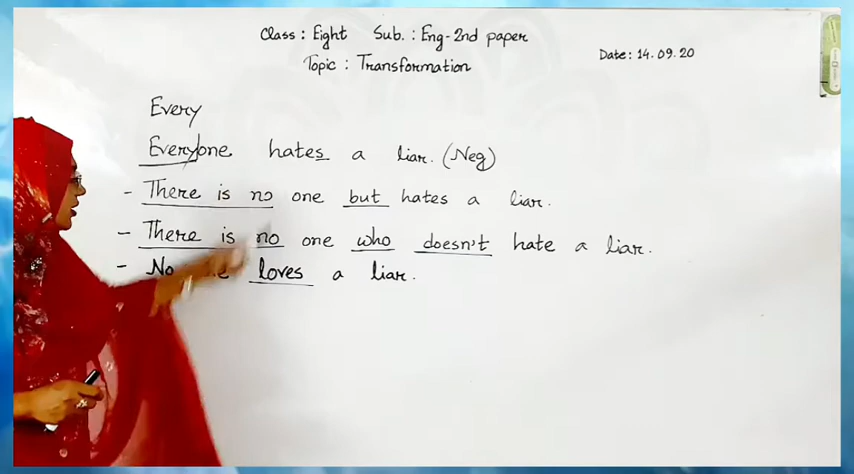 Class : Eight Sub. : Eng-2nd paper
Date: 14.09.20
Topic : Transformation
Every
Everyone hates a liar. (Neg)
- There is no one but hates a liar.
- There is no one who doesn't hate a liar.
- No loves a liar.